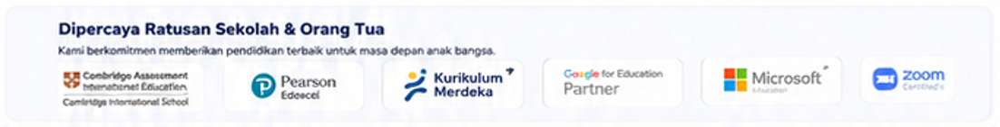 Dipercaya Ratusan Sekolah & Orang Tua
Kami berkomitmen memberikan pendidikan terbaik untuk masa depan anak bangsa.
Cambridge Assessment
International Education
Cambridge International School
Pearson
Edexcel
Kurikulum
Merdeka
Google for Education
Partner
Microsoft
Education
zoom